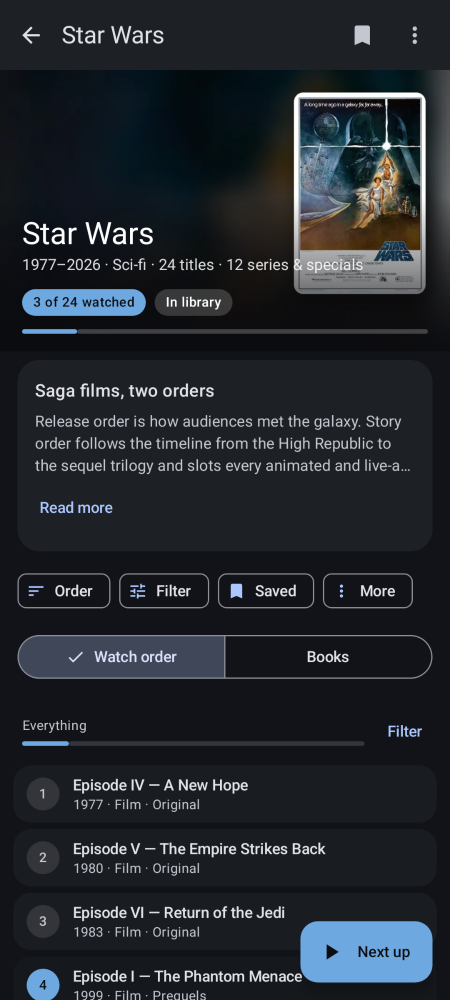 Star Wars
A long time ago in a galaxy far, far away...
STAR WARS
Star Wars
1977–2026 · Sci-fi · 24 titles · 12 series & specials
3 of 24 watched
In library
Saga films, two orders
Release order is how audiences met the galaxy. Story
order follows the timeline from the High Republic to
the sequel trilogy and slots every animated and live-a…
Read more
Order
Filter
Saved
More
Watch order
Books
Everything
Filter
1
Episode IV — A New Hope
1977 · Film · Original
2
Episode V — The Empire Strikes Back
1980 · Film · Original
3
Episode VI — Return of the Jedi
1983 · Film · Original
Next up
4
Episode I — The Phantom Menace
1999 · Film · Prequels